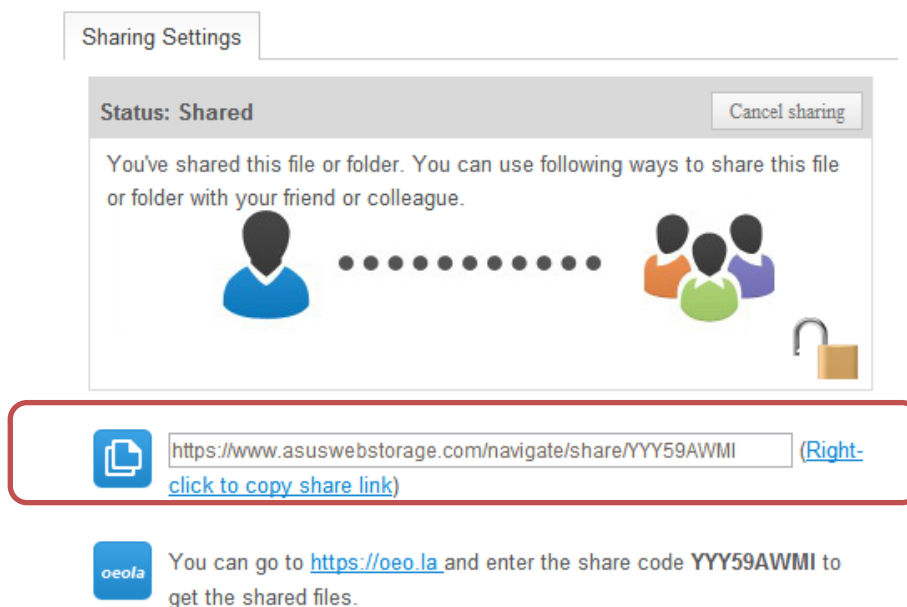 Sharing Settings
Status: Shared
Cancel sharing
You've shared this file or folder. You can use following ways to share this file
or folder with your friend or colleague.
https://www.asuswebstorage.com/navigate/share/YYY59AWMI (Right-
click to copy share link)
oeola
You can go to https://oeo.la and enter the share code YYY59AWMI to
get the shared files.